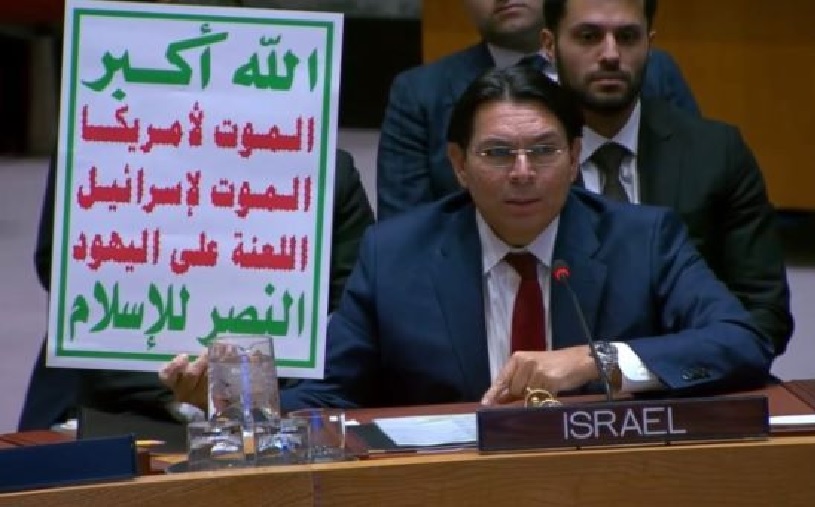 الله أكبر
الموت لأمريكا
الموت لإسرائيل
اللعنة على اليهود
النصر للإسلام
ISRAEL